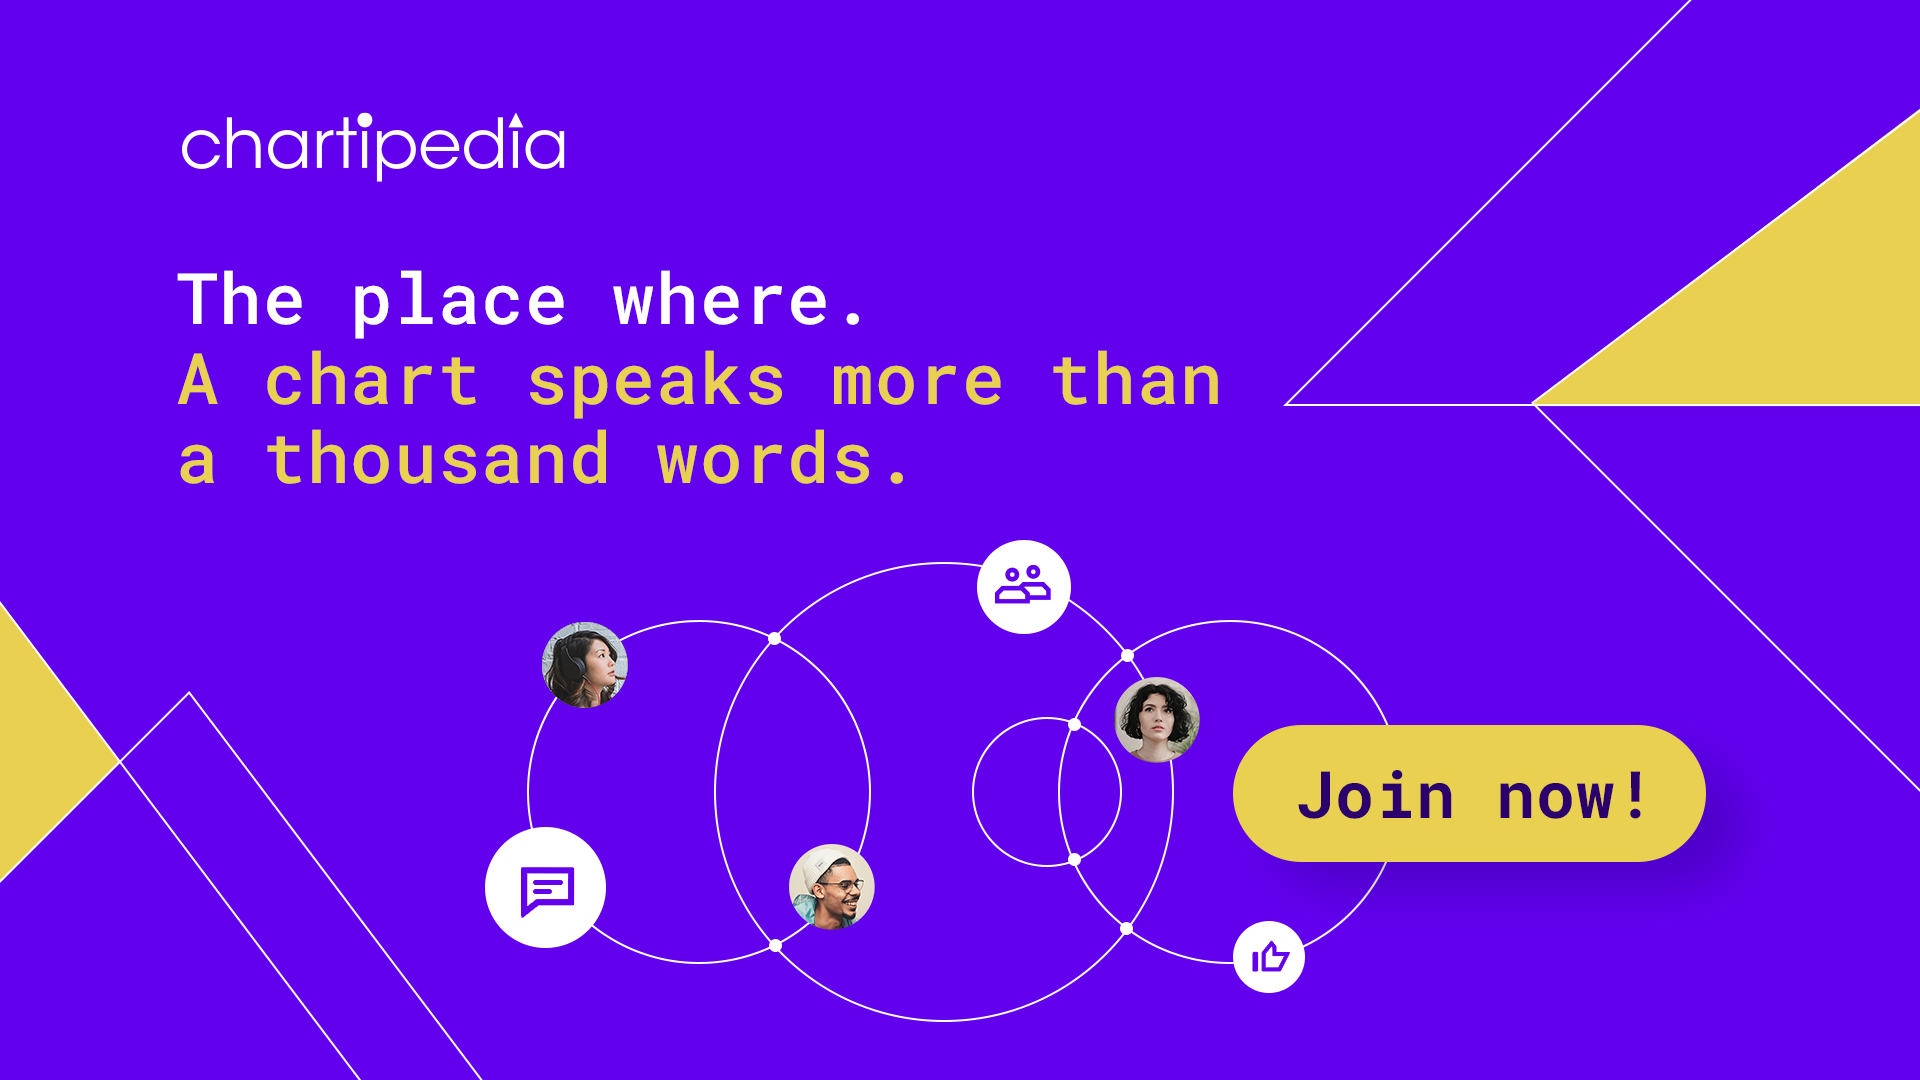 chartipedia
The place where.
A chart speaks more than
a thousand words.
Join now!